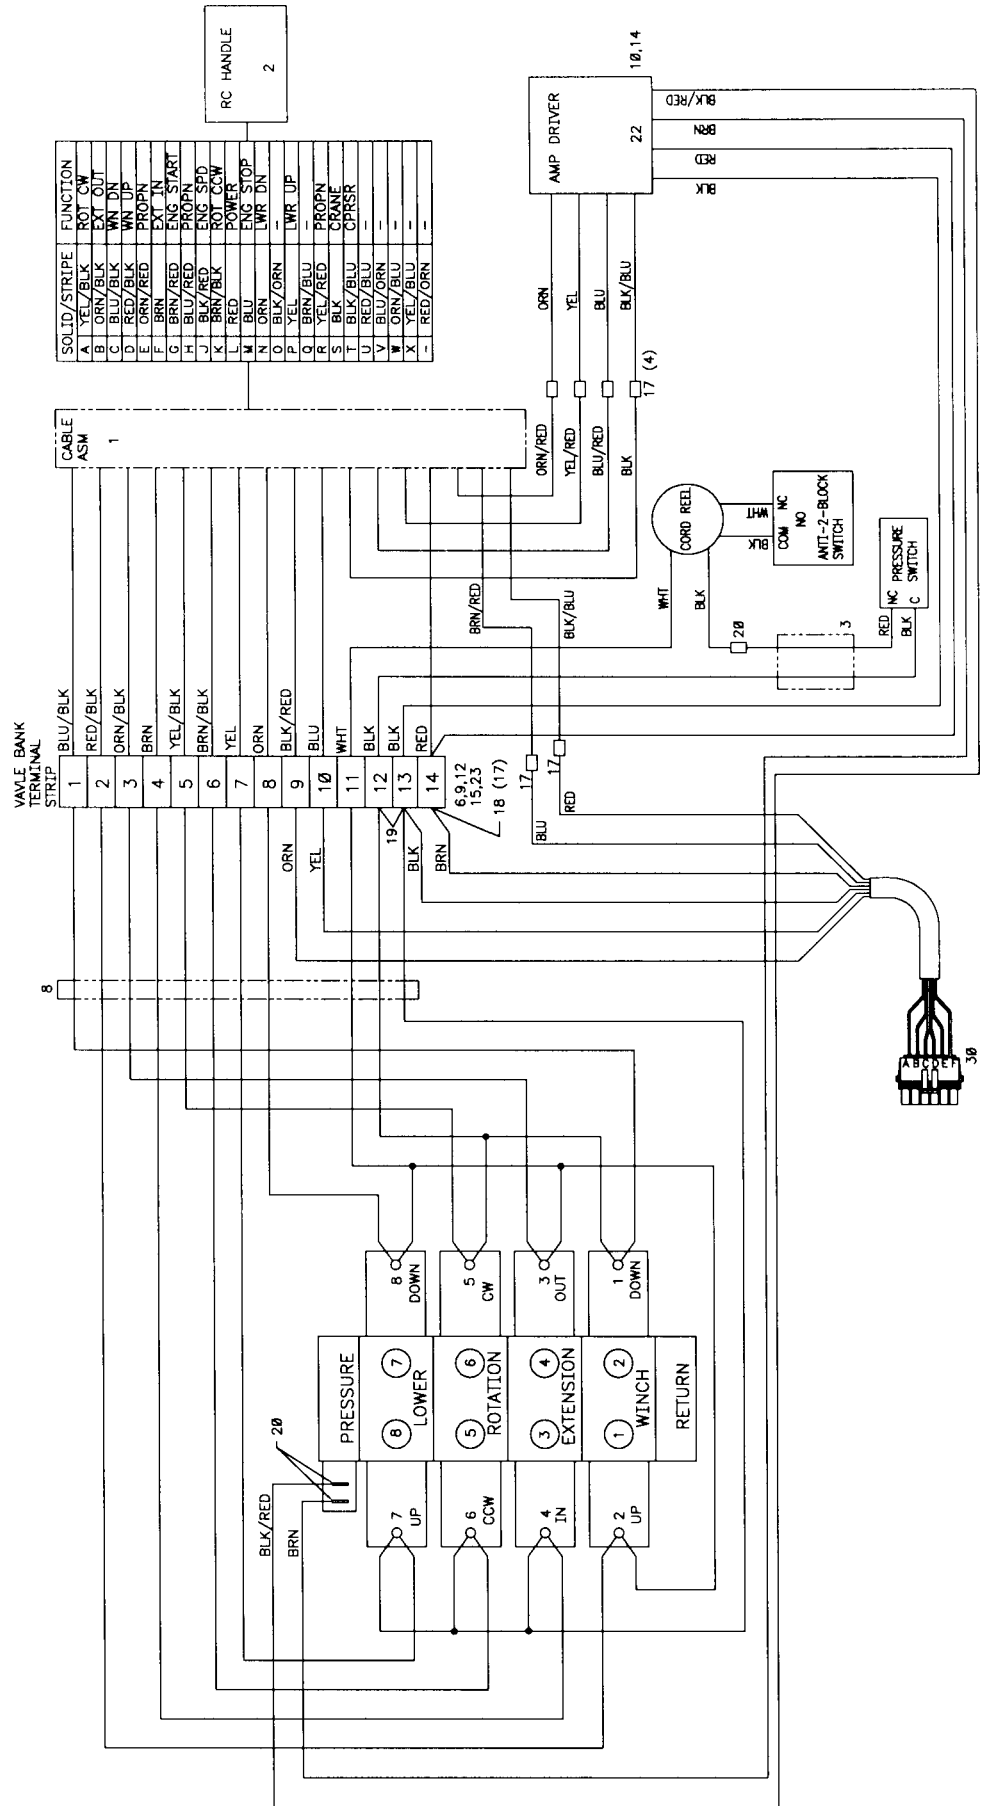 RC HANDLE
2
SOLID/STRIPE FUNCTION
A YEL/BLK ROT CW
B ORN/BLK EXT OUT
C BLU/BLK WN DN
D RED/BLK WN UP
E ORN/RED PROPN
F BRN EXT IN
G BRN/RED ENG START
H BLU/RED PROPN
J BLK/RED ENG SPD
K BRN/BLK ROT CCW
L RED POWER
M BLU ENG STOP
N ORN LWR DN
O BLK/ORN -
P YEL LWR UP
Q BRN/BLU -
R YEL/RED PROPN
S BLK CRANE
T BLK/BLU CPRSR
U RED/BLU -
V BLU/ORN -
W ORN/BLU -
X YEL/BLU -
- RED/ORN -
10,14
AMP DRIVER
22
BLK/RED
BRN
RED
BLK
ORN
YEL
BLU
BLK/BLU
17 (4)
ORN/RED
YEL/RED
BLU/RED
BLK
CABLE
ASM
1
CORD REEL
WHT
BLK
COM NC
NO
ANTI-2-BLOCK
SWITCH
NC PRESSURE
C SWITCH
RED
BLK
WHT
BLK
20
3
BRN/RED
BLK/BLU
VAVLE BANK
TERMINAL
STRIP
1 BLU/BLK
2 RED/BLK
3 ORN/BLK
4 BRN
5 YEL/BLK
6 BRN/BLK
7 YEL
8 ORN
9 BLK/RED
10 BLU
11 WHT
12 BLK
13 BLK
14 RED
6,9,12
15,23
18 (17)
17
17
BLU
RED
19
ORN
YEL
BLK
BRN
8
A B C D E F
30
8
DOWN
5
CW
3
OUT
1
DOWN
PRESSURE
8 7
LOWER
5 6
ROTATION
3 4
EXTENSION
1 2
WINCH
RETURN
20
BLK/RED
BRN
7
UP
6
CCW
4
IN
2
UP